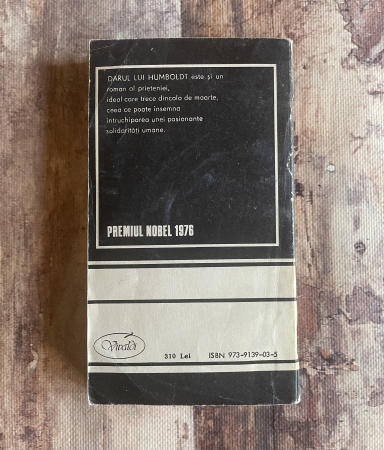 DARUL LUI HUMBOLDT este și un
roman al prieteniei,
ideal care trece dincolo de moarte,
ceea ce poate însemna
întruchiparea unei pasionante
solidarități umane.
PREMIUL NOBEL 1976
Vivaldi
310 Lei ISBN 973-9139-03-5